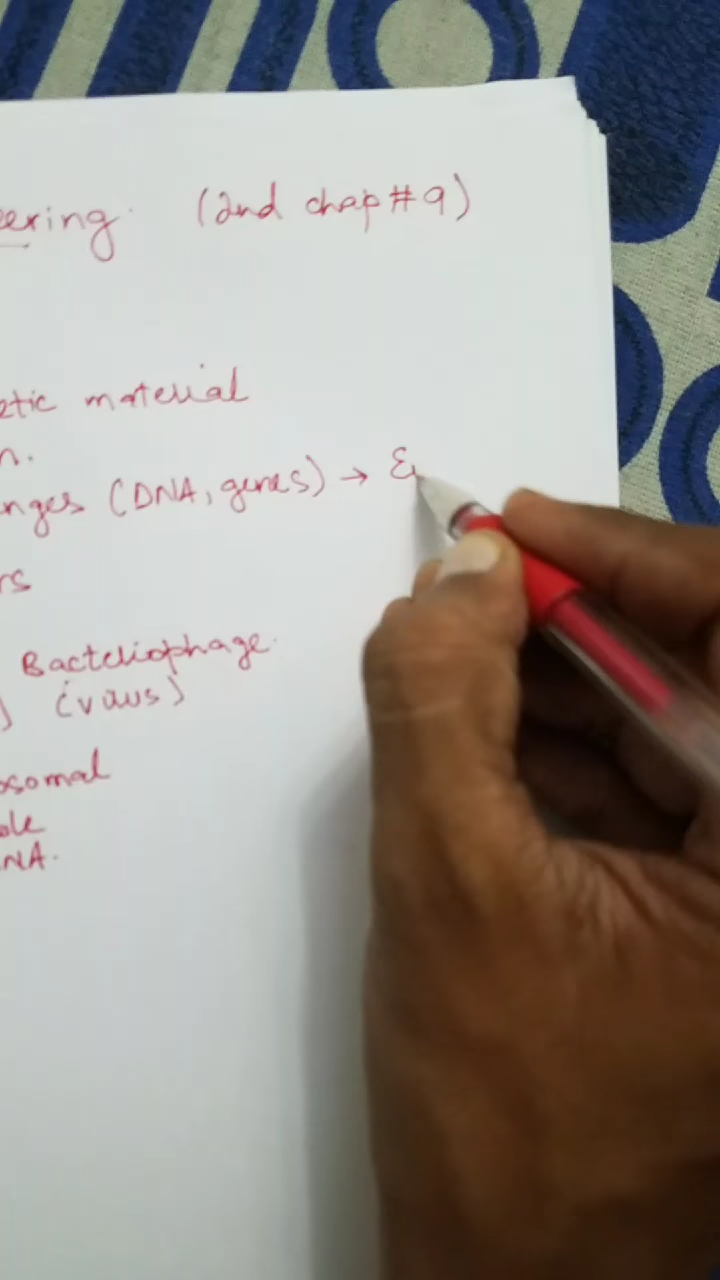 eering (2nd chap # 9)
etic material
n.
nges (DNA, genes) → E
rs
Bacteriophage
) (virus)
osomal
ole
NA.